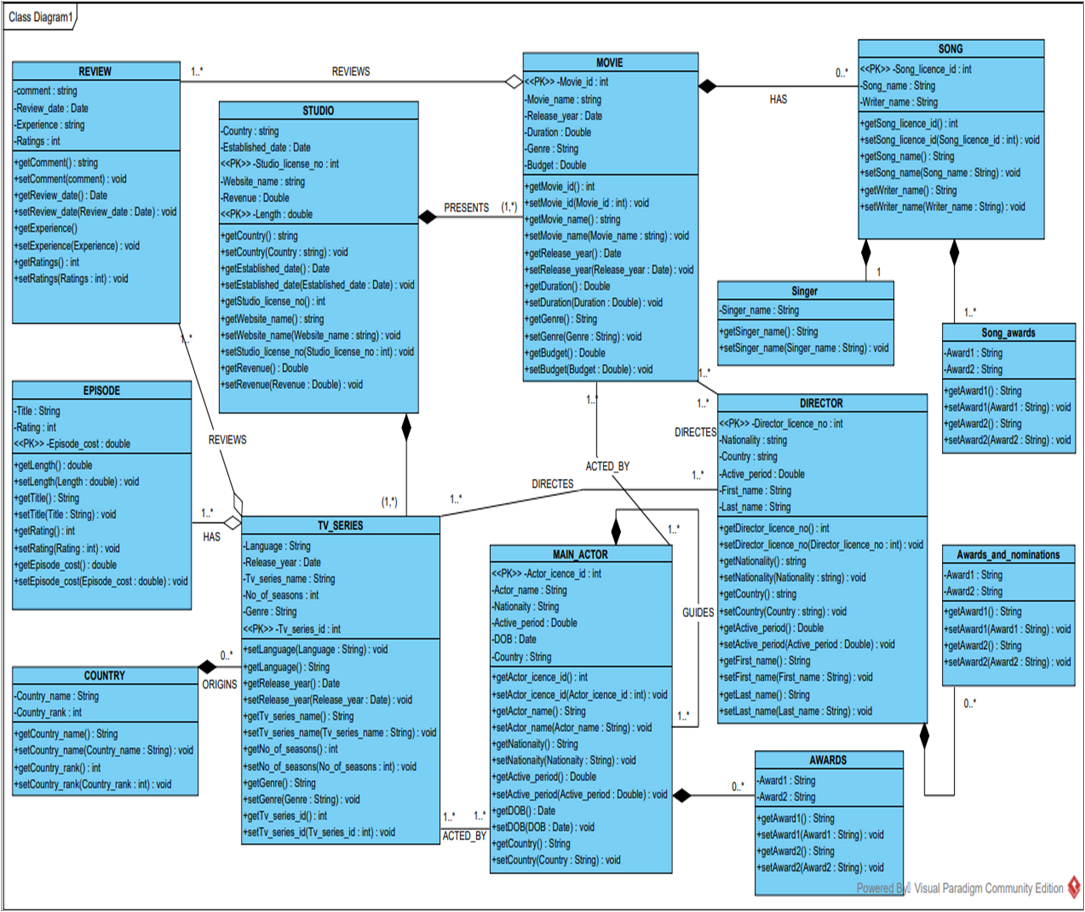 Class Diagram1
REVIEW
-comment : string
-Review_date : Date
-Experience : string
-Ratings : int
+getComment() : string
+setComment(comment) : void
+getReview_date() : Date
+setReview_date(Review_date : Date) : void
+getExperience()
+setExperience(Experience) : void
+getRatings() : int
+setRatings(Ratings : int) : void
1..*
REVIEWS
STUDIO
-Country : string
-Established_date : Date
<<PK>> -Studio_license_no : int
-Website_name : string
-Revenue : Double
<<PK>> -Length : double
+getCountry() : string
+setCountry(Country : string) : void
+getEstablished_date() : Date
+setEstablished_date(Established_date : Date) : void
+getStudio_license_no() : int
+getWebsite_name() : string
+setWebsite_name(Website_name : string) : void
+setStudio_license_no(Studio_license_no : int) : void
+getRevenue() : Double
+setRevenue(Revenue : Double) : void
PRESENTS
(1,*)
MOVIE
<<PK>> -Movie_id : int
-Movie_name : string
-Release_year : Date
-Duration : Double
-Genre : String
-Budget : Double
+getMovie_id() : int
+setMovie_id(Movie_id : int) : void
+getMovie_name() : string
+setMovie_name(Movie_name : string) : void
+getRelease_year() : Date
+setRelease_year(Release_year : Date) : void
+getDuration() : Double
+setDuration(Duration : Double) : void
+getGenre() : String
+setGenre(Genre : String) : void
+getBudget() : Double
+setBudget(Budget : Double) : void
0..*
HAS
SONG
<<PK>> -Song_licence_id : int
-Song_name : String
-Writer_name : String
+getSong_licence_id() : int
+setSong_licence_id(Song_licence_id : int) : void
+getSong_name() : String
+setSong_name(Song_name : String) : void
+getWriter_name() : String
+setWriter_name(Writer_name : String) : void
1
Singer
-Singer_name : String
+getSinger_name() : String
+setSinger_name(Singer_name : String) : void
1..*
Song_awards
-Award1 : String
-Award2 : String
+getAward1() : String
+setAward1(Award1 : String) : void
+getAward2() : String
+setAward2(Award2 : String) : void
1..*
REVIEWS
EPISODE
-Title : String
-Rating : int
<<PK>> -Episode_cost : double
+getLength() : double
+setLength(Length : double) : void
+getTitle() : String
+setTitle(Title : String) : void
+getRating() : int
+setRating(Rating : int) : void
+getEpisode_cost() : double
+setEpisode_cost(Episode_cost : double) : void
1..*
HAS
(1,*)
1..*
DIRECTES
1..*
1..*
1..*
DIRECTES
1..*
ACTED_BY
1..*
DIRECTOR
<<PK>> -Director_licence_no : int
-Nationality : string
-Country : string
-Active_period : Double
-First_name : String
-Last_name : String
+getDirector_licence_no() : int
+setDirector_licence_no(Director_licence_no : int) : void
+getNationality() : string
+setNationality(Nationality : string) : void
+getCountry() : string
+setCountry(Country : string) : void
+getActive_period() : Double
+setActive_period(Active_period : Double) : void
+getFirst_name() : String
+setFirst_name(First_name : String) : void
+getLast_name() : String
+setLast_name(Last_name : String) : void
TV_SERIES
-Language : String
-Release_year : Date
-Tv_series_name : String
-No_of_seasons : int
-Genre : String
<<PK>> -Tv_series_id : int
+setLanguage(Language : String) : void
+getLanguage() : String
+getRelease_year() : Date
+setRelease_year(Release_year : Date) : void
+getTv_series_name() : String
+setTv_series_name(Tv_series_name : String) : void
+getNo_of_seasons() : int
+setNo_of_seasons(No_of_seasons : int) : void
+getGenre() : String
+setGenre(Genre : String) : void
+getTv_series_id() : int
+setTv_series_id(Tv_series_id : int) : void
0..*
ORIGINS
COUNTRY
-Country_name : String
-Country_rank : int
+getCountry_name() : String
+setCountry_name(Country_name : String) : void
+getCountry_rank() : int
+setCountry_rank(Country_rank : int) : void
1..*
1..*
ACTED_BY
MAIN_ACTOR
<<PK>> -Actor_icence_id : int
-Actor_name : String
-Nationaity : String
-Active_period : Double
-DOB : Date
-Country : String
+getActor_icence_id() : int
+setActor_icence_id(Actor_icence_id : int) : void
+getActor_name() : String
+setActor_name(Actor_name : String) : void
+getNationaity() : String
+setNationaity(Nationaity : String) : void
+getActive_period() : Double
+setActive_period(Active_period : Double) : void
+getDOB() : Date
+setDOB(DOB : Date) : void
+getCountry() : String
+setCountry(Country : String) : void
GUIDES
1..*
0..*
AWARDS
-Award1 : String
-Award2 : String
+getAward1() : String
+setAward1(Award1 : String) : void
+getAward2() : String
+setAward2(Award2 : String) : void
Awards_and_nominations
-Award1 : String
-Award2 : String
+getAward1() : String
+setAward1(Award1 : String) : void
+getAward2() : String
+setAward2(Award2 : String) : void
0..*
Powered By Visual Paradigm Community Edition